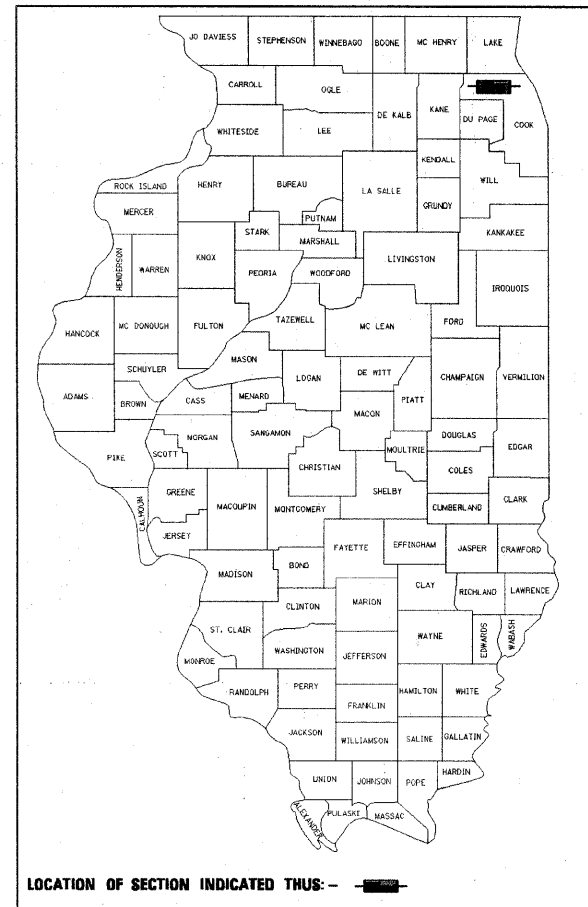 JO DAVIESS STEPHENSON WINNEBAGO BOONE MC HENRY LAKE
CARROLL OGLE DE KALB KANE DU PAGE COOK
WHITESIDE LEE
KENDALL WILL
ROCK ISLAND HENRY BUREAU LA SALLE GRUNDY
MERCER PUTNAM KANKAKEE
STARK MARSHALL LIVINGSTON
HENDERSON WARREN KNOX PEORIA WOODFORD IROQUOIS
HANCOCK MC DONOUGH FULTON TAZEWELL MC LEAN FORD
SCHUYLER MASON
ADAMS BROWN CASS MENARD LOGAN DE WITT PIATT CHAMPAIGN VERMILION
MACON
PIKE SCOTT MORGAN SANGAMON CHRISTIAN MOULTRIE DOUGLAS EDGAR
COLES
CALHOUN GREENE MACOUPIN MONTGOMERY SHELBY CUMBERLAND CLARK
JERSEY
FAYETTE EFFINGHAM JASPER CRAWFORD
MADISON BOND
CLAY RICHLAND LAWRENCE
CLINTON MARION
ST. CLAIR WAYNE EDWARDS WABASH
WASHINGTON JEFFERSON
MONROE
RANDOLPH PERRY HAMILTON WHITE
FRANKLIN
JACKSON WILLIAMSON SALINE GALLATIN
UNION JOHNSON POPE HARDIN
ALEXANDER PULASKI MASSAC
LOCATION OF SECTION INDICATED THUS: -